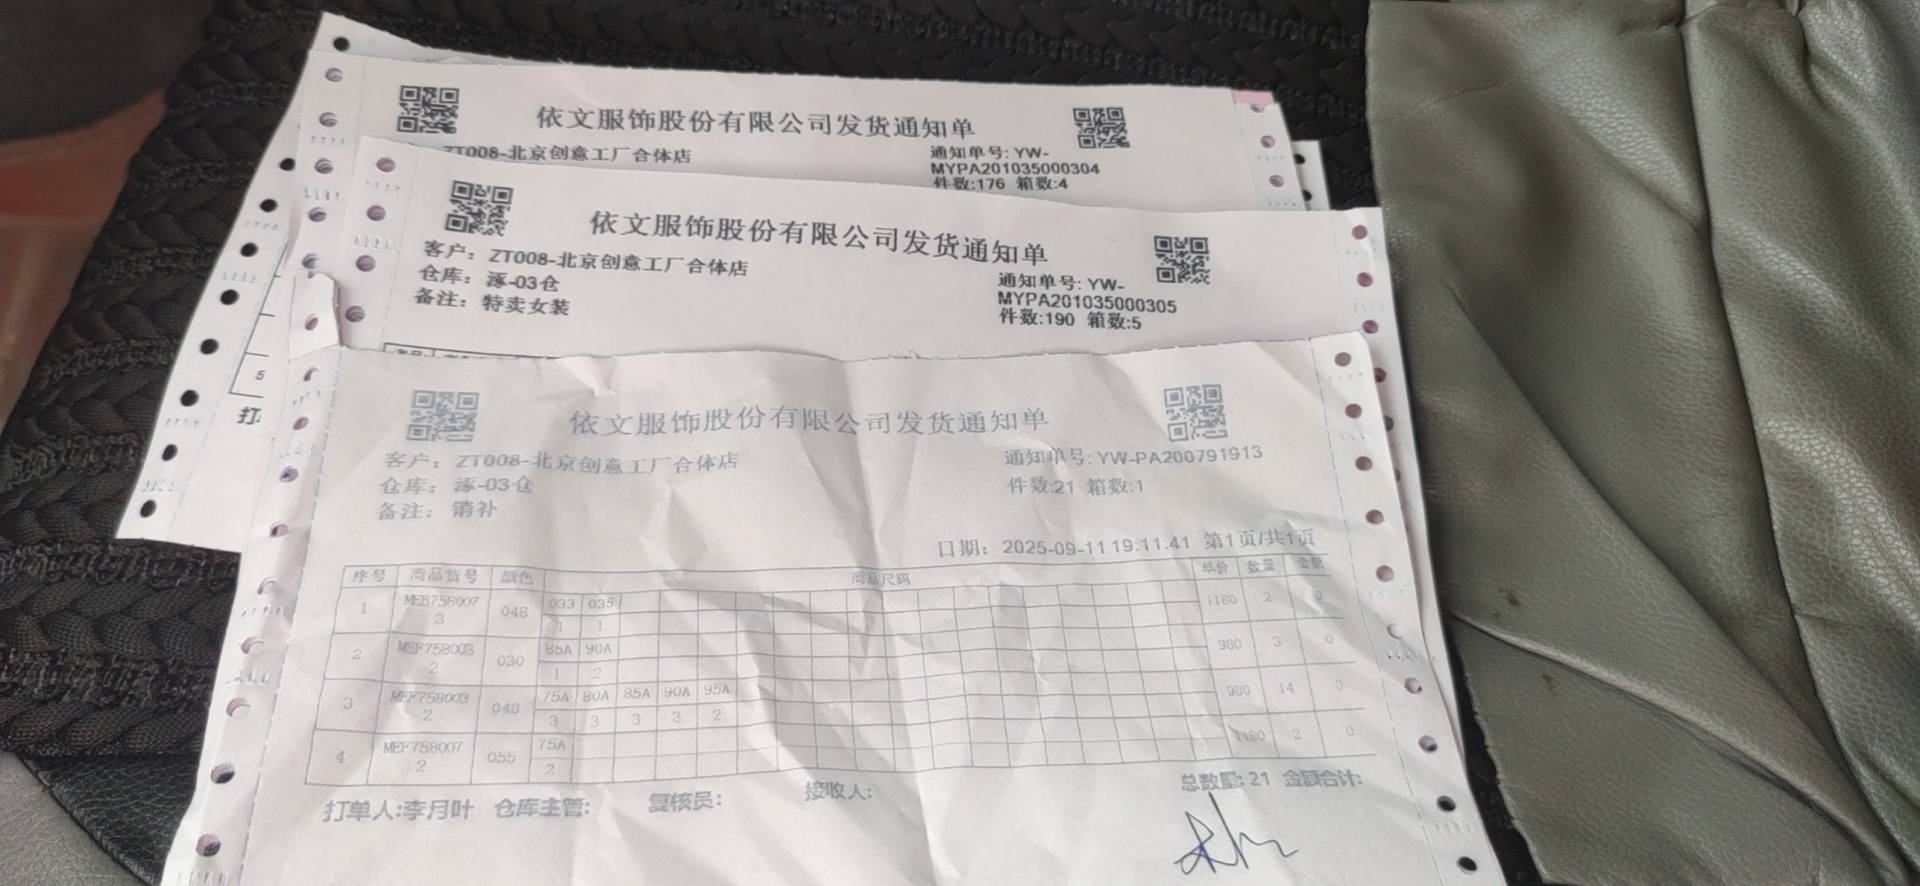 依文服饰股份有限公司发货通知单
ZT008-北京创意工厂合体店
通知单号: YW-
MYPA201035000304
件数:176 箱数:4
依文服饰股份有限公司发货通知单
客户: ZT008-北京创意工厂合体店
仓库: 涿-03仓
备注: 特卖女装
通知单号: YW-
MYPA201035000305
件数:190 箱数:5
5
打
依文服饰股份有限公司发货通知单
客户: ZT008-北京创意工厂合体店
仓库: 涿-03仓
备注: 销补
通知单号: YW-PA200791913
件数:21 箱数:1
日期: 2025-09-11 19:11:41 第1页/共1页
序号 商品货号 颜色 商品尺码 单价 数量 金额
1 048 033 035 1180 2 0
3 1 1
2 MEF758003 030 85A 90A 980 3 0
2 1 2
3 MEF758003 048 75A 80A 85A 90A 95A 980 14 0
2 3 3 3 3 2
4 MEF758007 055 75A 1180 2 0
2 2
总数量: 21 金额合计:
打单人:李月叶 仓库主管: 复核员: 接收人: